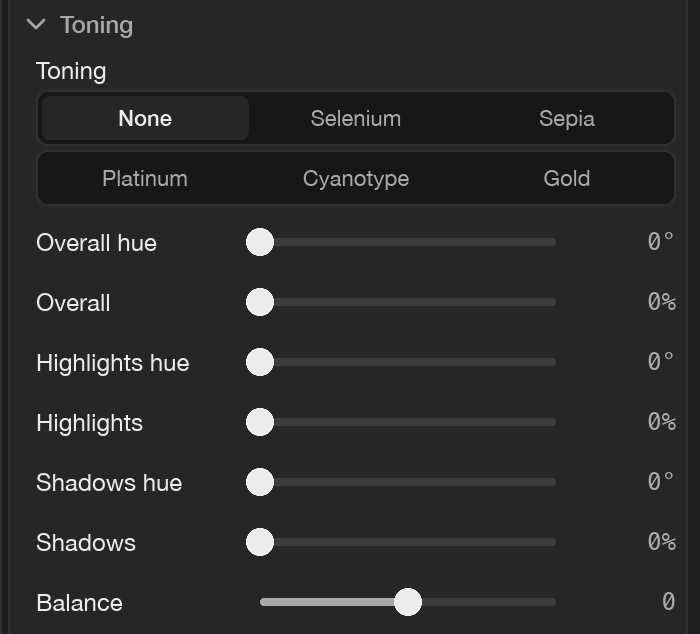 Toning
Toning
None Selenium Sepia
Platinum Cyanotype Gold
Overall hue 0°
Overall 0%
Highlights hue 0°
Highlights 0%
Shadows hue 0°
Shadows 0%
Balance 0